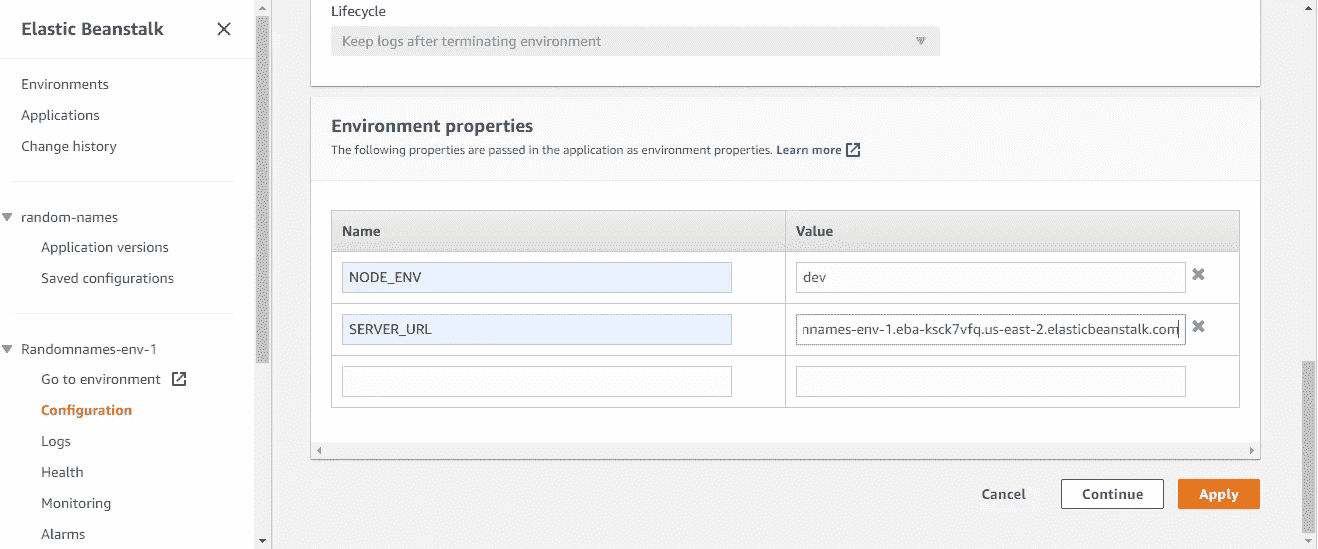 Elastic Beanstalk
Environments
Applications
Change history
random-names
Application versions
Saved configurations
Randomnames-env-1
Go to environment
Configuration
Logs
Health
Monitoring
Alarms
Lifecycle
Keep logs after terminating environment
Environment properties
The following properties are passed in the application as environment properties. Learn more
Name Value
NODE_ENV dev
SERVER_URL nnames-env-1.eba-ksck7vfq.us-east-2.elasticbeanstalk.com
Cancel Continue Apply